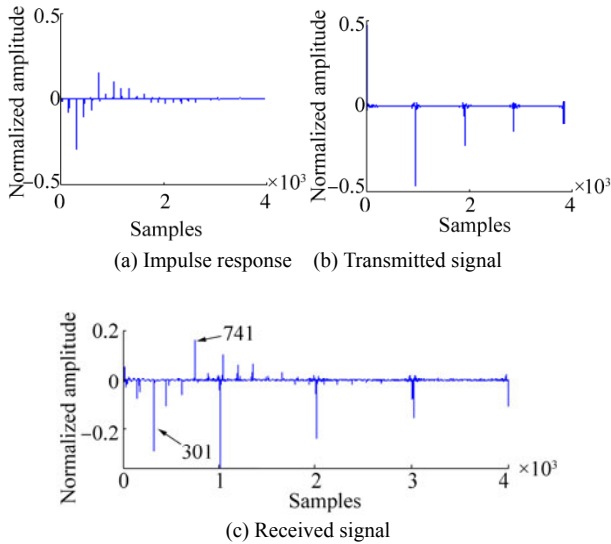 Normalized amplitude
0.5
0
−0.5
0
2
4
×10³
Samples
(a) Impulse response
Normalized amplitude
0.5
0
−0.5
0
2
4
×10³
Samples
(b) Transmitted signal
Normalized amplitude
0.2
0
−0.2
741
301
0
1
2
3
4
×10³
Samples
(c) Received signal